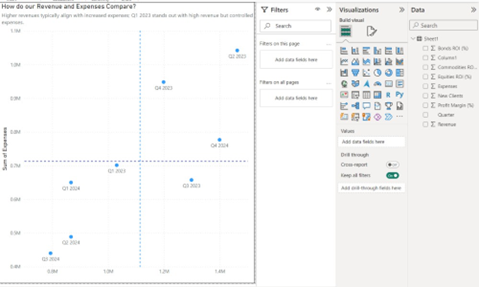 How do our Revenue and Expenses Compare?
Higher revenues typically align with increased expenses: Q1 2023 stands out with high revenue but controlled
expenses.
1.1M
1.0M
0.9M
0.8M
0.7M
0.6M
0.5M
0.4M
Sum of Expenses
Q2 2023
Q4 2023
Q4 2024
Q1 2023
Q3 2023
Q1 2024
Q2 2024
Q3 2024
0.8M
1.0M
1.2M
1.4M
Filters
Search
Filters on this page
Add data fields here
Filters on all pages
Add data fields here
Visualizations
Build visual
Values
Add data fields here
Drill through
Cross-report
Keep all filters
Add drill-through fields here
Data
Search
Sheet1
Bonds ROI (%)
Column1
Commodities RO...
Equities ROI (%)
Expenses
New Clients
Profit Margin (%)
Quarter
Revenue